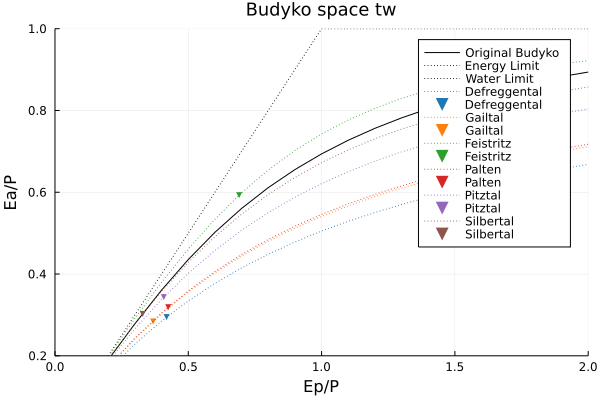 Budyko space tw
Ea/P
1.0
0.8
0.6
0.4
0.2
Original Budyko
Energy Limit
Water Limit
Defreggental
Defreggental
Gailtal
Gailtal
Feistritz
Feistritz
Palten
Palten
Pitztal
Pitztal
Silbertal
Silbertal
0.0 0.5 1.0 1.5 2.0
Ep/P